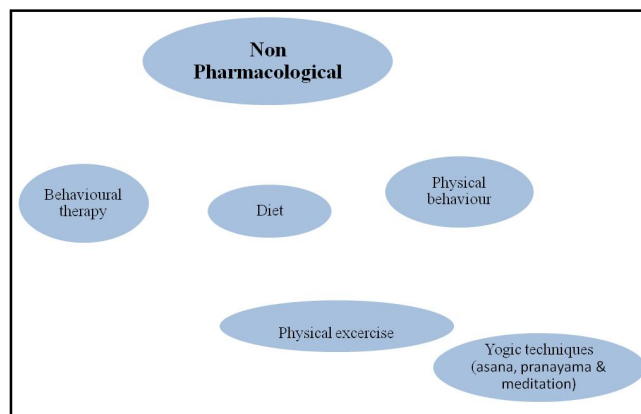 Non
Pharmacological
Behavioural
therapy
Diet
Physical
behaviour
Physical excercise
Yogic techniques
(asana, pranayama &
meditation)